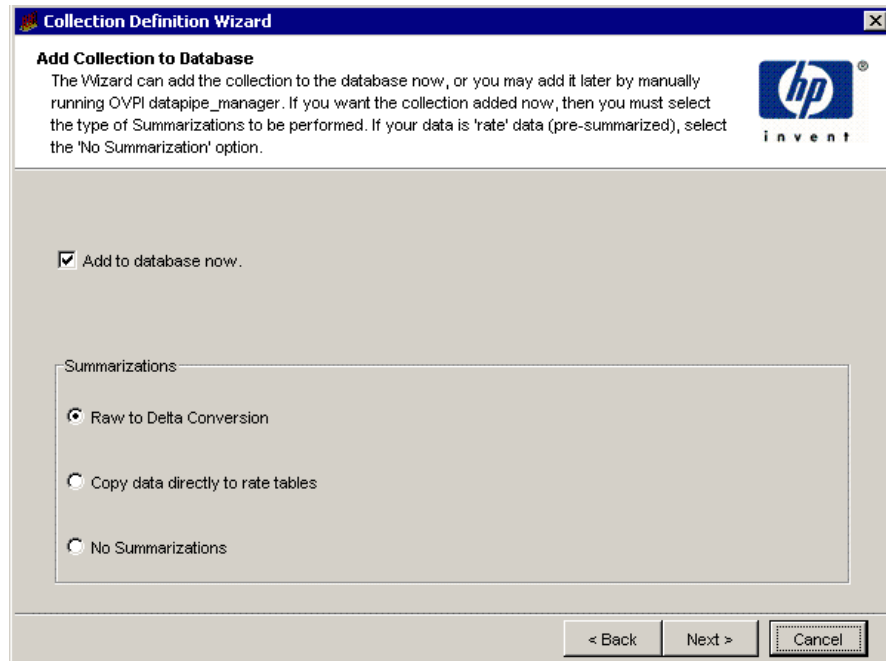 Collection Definition Wizard
Add Collection to Database
The Wizard can add the collection to the database now, or you may add it later by manually
running OVPI datapipe_manager. If you want the collection added now, then you must select
the type of Summarizations to be performed. If your data is 'rate' data (pre-summarized), select
the 'No Summarization' option.
hp
®
invent
Add to database now.
Summarizations
Raw to Delta Conversion
Copy data directly to rate tables
No Summarizations
< Back
Next >
Cancel